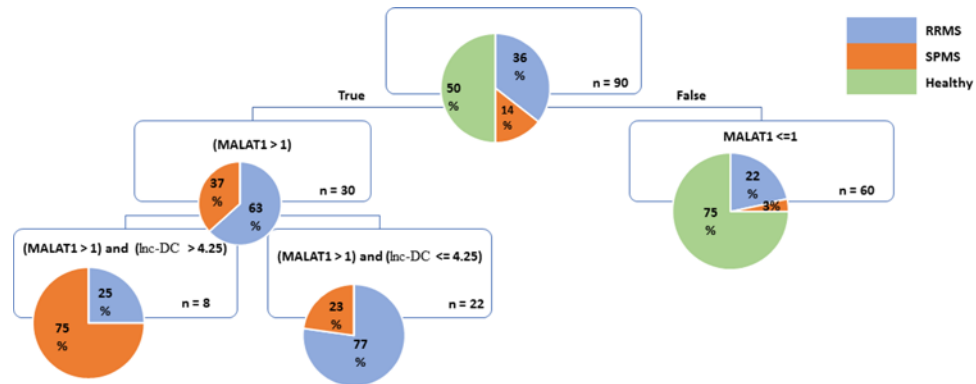 36
%
50
%
14
%
n = 90
RRMS
SPMS
Healthy
True
False
(MALAT1 > 1)
37
%
63
%
n = 30
MALAT1 <=1
22
%
3%
75
%
n = 60
(MALAT1 > 1) and (lnc-DC > 4.25)
25
%
75
%
n = 8
(MALAT1 > 1) and (lnc-DC <= 4.25)
23
%
77
%
n = 22